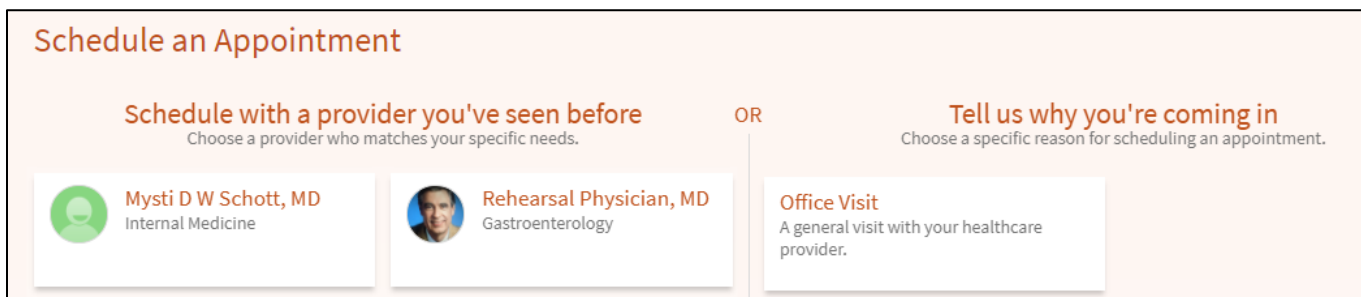 Schedule an Appointment
Schedule with a provider you've seen before
Choose a provider who matches your specific needs.
OR
Tell us why you're coming in
Choose a specific reason for scheduling an appointment.
Mysti D W Schott, MD
Internal Medicine
Rehearsal Physician, MD
Gastroenterology
Office Visit
A general visit with your healthcare
provider.